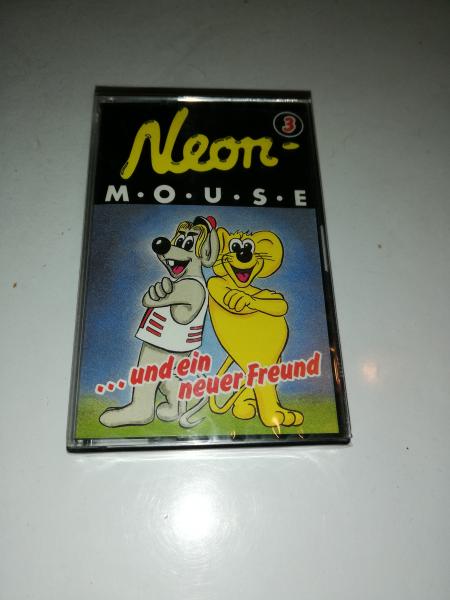 Neon-
3
M·O·U·S·E
...und ein
neuer Freund